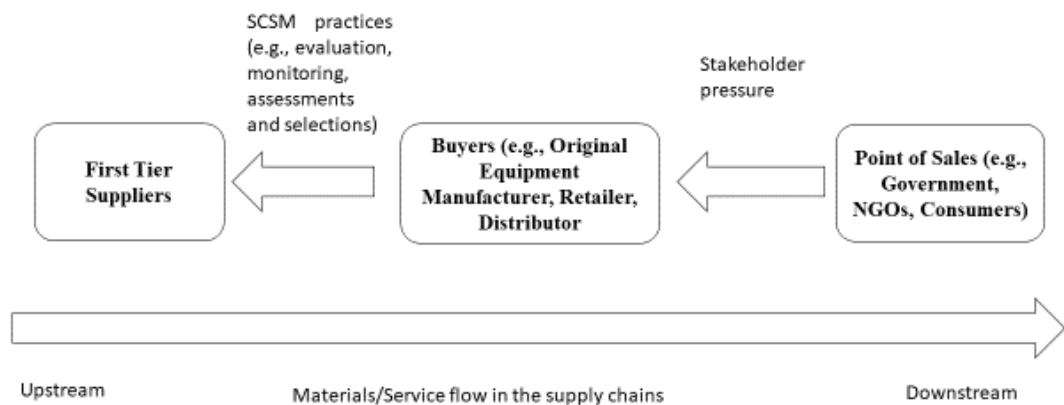 SCSM practices
(e.g., evaluation,
monitoring,
assessments
and selections)
Stakeholder
pressure
First Tier
Suppliers
Buyers (e.g., Original
Equipment
Manufacturer, Retailer,
Distributor
Point of Sales (e.g.,
Government,
NGOs, Consumers)
Upstream
Materials/Service flow in the supply chains
Downstream